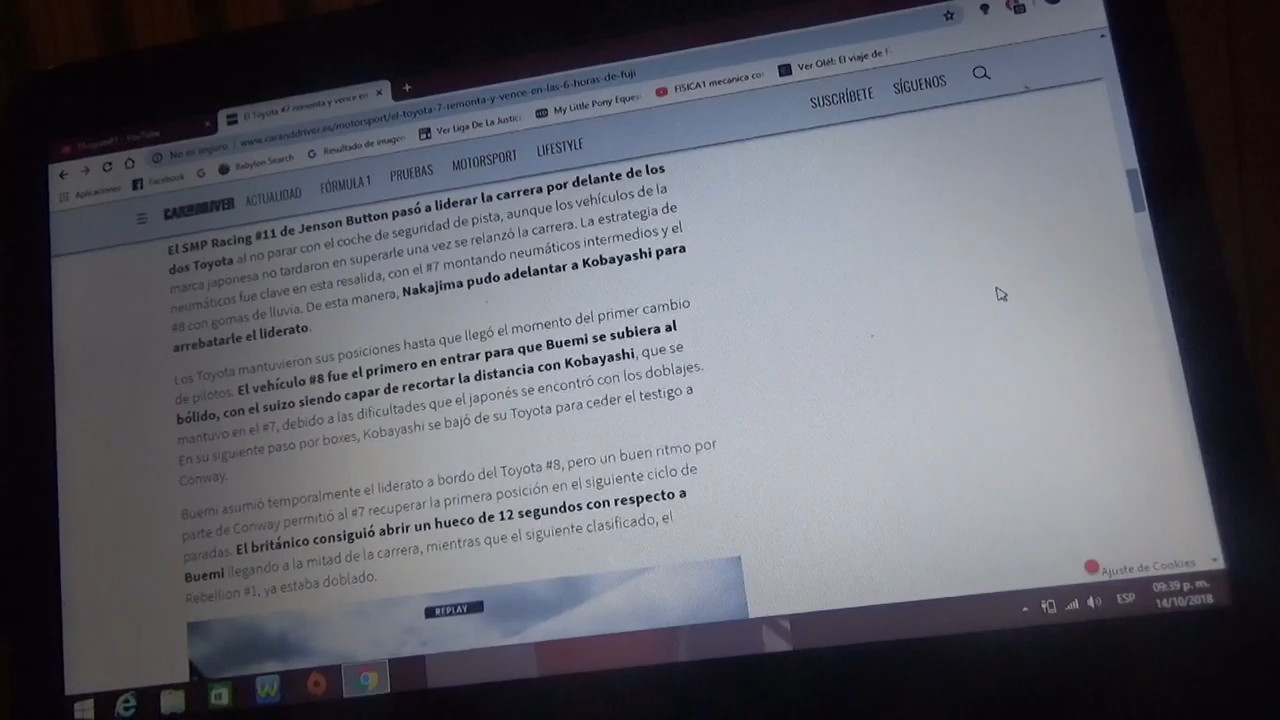 El Toyota #7 remonta y vence en
No es seguro | www.caranddriver.es/motorsport/el-toyota-7-remonta-y-vence-en-las-6-horas-de-fuji
Aplicaciones Facebook G Babylon Search Resultado de imagen Ver Liga De La Justic My Little Pony Eques FISICA1 mecanica co Ver Olé!: El viaje de F
CAR AND DRIVER ACTUALIDAD FÓRMULA 1 PRUEBAS MOTORSPORT LIFESTYLE SUSCRÍBETE SÍGUENOS
El SMP Racing #11 de Jenson Button pasó a liderar la carrera por delante de los
dos Toyota al no parar con el coche de seguridad de pista, aunque los vehículos de la
marca japonesa no tardaron en superarle una vez se relanzó la carrera. La estrategia de
neumáticos fue clave en esta resalida, con el #7 montando neumáticos intermedios y el
#8 con gomas de lluvia. De esta manera, Nakajima pudo adelantar a Kobayashi para
arrebatarle el liderato.
Los Toyota mantuvieron sus posiciones hasta que llegó el momento del primer cambio
de pilotos. El vehículo #8 fue el primero en entrar para que Buemi se subiera al
bólido, con el suizo siendo capar de recortar la distancia con Kobayashi, que se
mantuvo en el #7, debido a las dificultades que el japonés se encontró con los doblajes.
En su siguiente paso por boxes, Kobayashi se bajó de su Toyota para ceder el testigo a
Conway.
Buemi asumió temporalmente el liderato a bordo del Toyota #8, pero un buen ritmo por
parte de Conway permitió al #7 recuperar la primera posición en el siguiente ciclo de
paradas. El británico consiguió abrir un hueco de 12 segundos con respecto a
Buemi llegando a la mitad de la carrera, mientras que el siguiente clasificado, el
Rebellion #1, ya estaba doblado.
REPLAY
Ajuste de Cookies
ESP
09:39 p. m.
14/10/2018